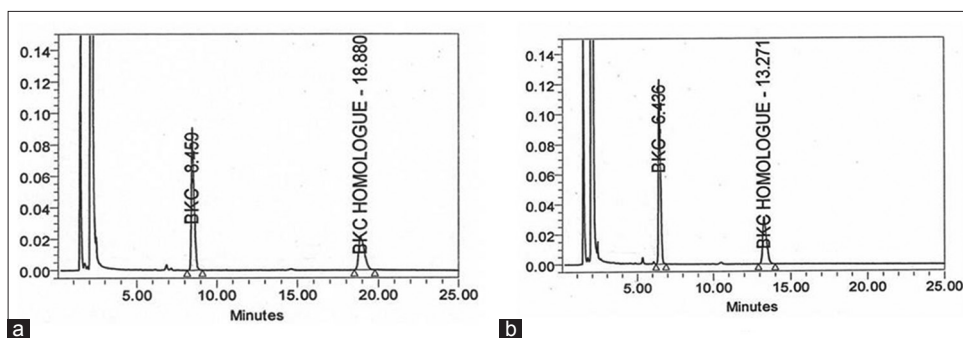 0.14
0.12
0.10
0.08
0.06
0.04
0.02
0.00
BKC - 8.459
BKC HOMOLOGUE - 18.880
5.00 10.00 15.00 20.00 25.00
Minutes
a
0.14
0.12
0.10
0.08
0.06
0.04
0.02
0.00
BKC - 6.436
BKC HOMOLOGUE - 13.271
5.00 10.00 15.00 20.00 25.00
Minutes
b